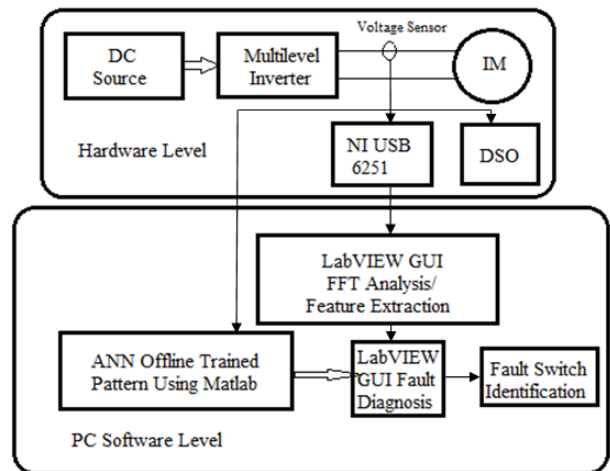 Voltage Sensor
DC
Source
Multilevel
Inverter
IM
Hardware Level
NI USB
6251
DSO
LabVIEW GUI
FFT Analysis/
Feature Extraction
ANN Offline Trained
Pattern Using Matlab
LabVIEW
GUI Fault
Diagnosis
Fault Switch
Identification
PC Software Level